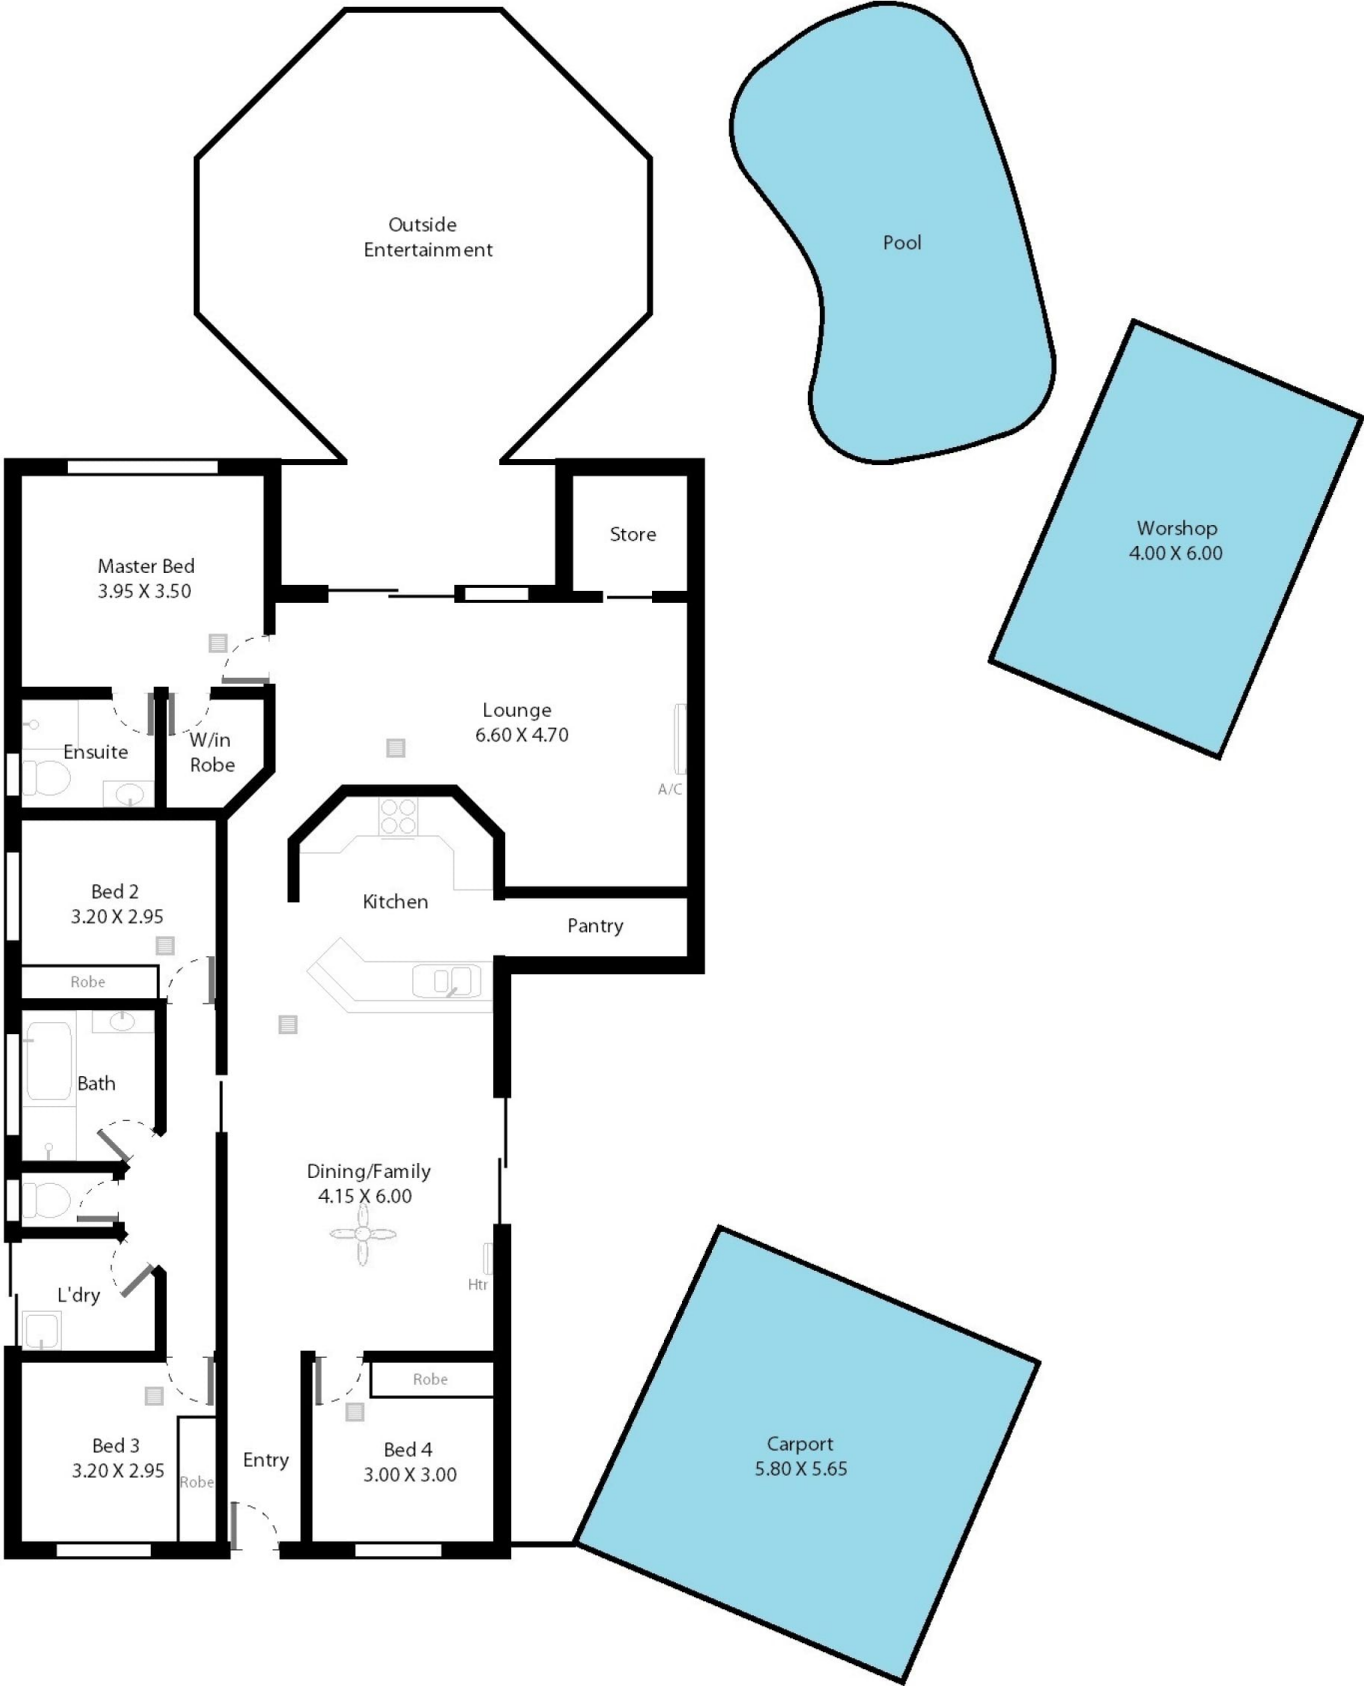 Outside
Entertainment
Pool
Worshop
4.00 X 6.00
Store
Master Bed
3.95 X 3.50
Lounge
6.60 X 4.70
W/in
Robe
Ensuite
A/C
Bed 2
3.20 X 2.95
Kitchen
Pantry
Robe
Bath
Dining/Family
4.15 X 6.00
Htr
L'dry
Robe
Bed 3
3.20 X 2.95
Robe
Entry
Bed 4
3.00 X 3.00
Carport
5.80 X 5.65